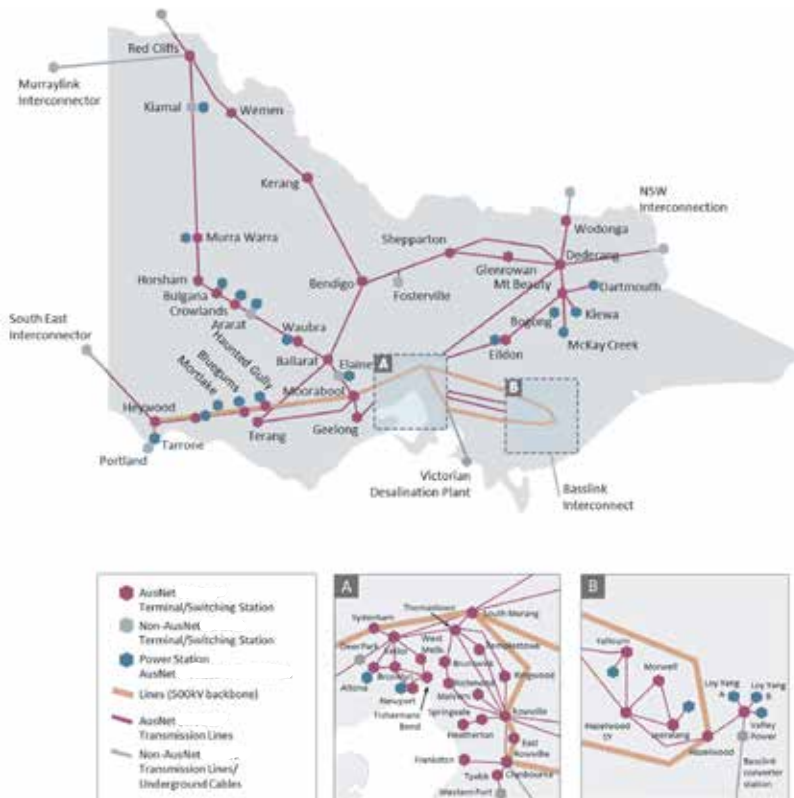 Red Cliffs
Murraylink
Interconnector
Kiamal
Wemen
Kerang
NSW
Interconnection
Murra Warra
Wodonga
Shepparton
Dederang
Horsham
Glenrowan
Bulgana
Bendigo
Mt Beauty
Dartmouth
Crowlands
Fosterville
Ararat
Waubra
Bogong
Kiewa
South East
Interconnector
Haunted Gully
Eildon
McKay Creek
Bluegums
Ballarat
Elaine
A
Mortlake
Moorabool
B
Heywood
Terang
Geelong
Tarrone
Portland
Victorian
Desalination Plant
Basslink
Interconnect
AusNet
Terminal/Switching Station
Non-AusNet
Terminal/Switching Station
Power Station
AusNet
Lines (500kV backbone)
AusNet
Transmission Lines
Non-AusNet
Transmission Lines/
Underground Cables
A
Thomastown
South Morang
Sydenham
Deer Park
Keilor
West
Melb
Templestowe
Brunswick
Ringwood
Brooklyn
Richmond
Altona
Malvern
Newport
Rowville
Springvale
Fishermans
Bend
Heatherton
East
Rowville
Frankston
Cranbourne
Tyabb
Western Port
B
Yallourn
Morwell
Loy Yang
A
Loy Yang
B
Hazelwood
Jeeralang
Valley
Power
Hazelwood
Basslink
converter
station